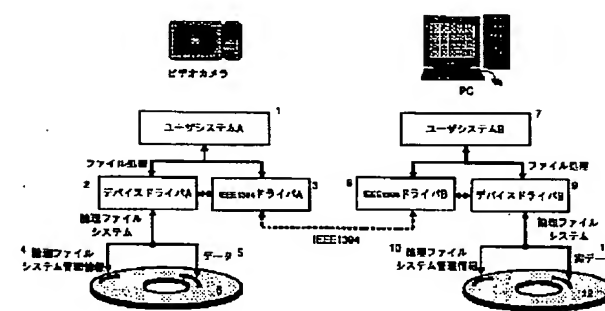 ビデオカメラ
PC
1
ユーザシステムA
7
ユーザシステムB
ファイル処理
ファイル処理
2
デバイスドライバA
3
IEEE1394ドライバA
8
IEEE1394ドライバB
9
デバイスドライバB
論理ファイル
システム
IEEE1394
論理ファイル
システム
4 論理ファイル
システム管理情報
データ 5
10 論理ファイル
システム管理情報
実デー
6
12